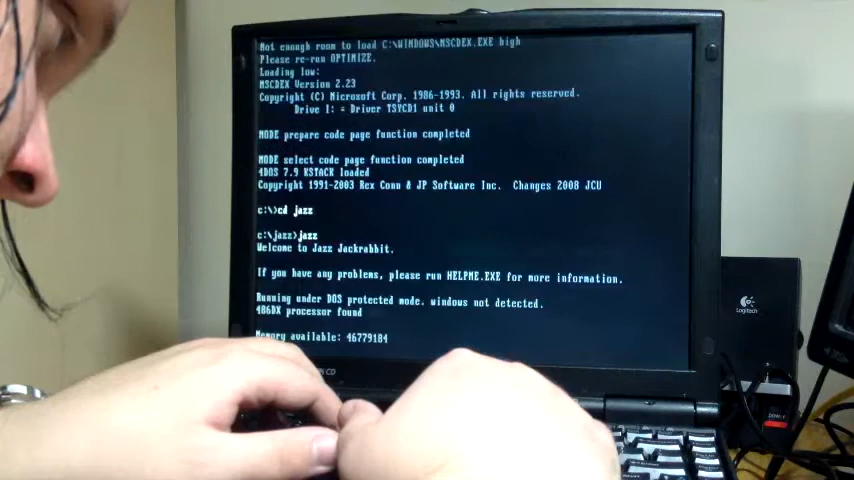 Not enough room to load C:\WINDOWS\MSCDEX.EXE high
Please re-run OPTIMIZE.
Loading low:
MSCDEX Version 2.23
Copyright (C) Microsoft Corp. 1986-1993. All rights reserved.
Drive I: = Driver TSYCD1 unit 0
MODE prepare code page function completed
MODE select code page function completed
4DOS 7.9 KSTACK loaded
Copyright 1991-2003 Rex Conn & JP Software Inc.  Changes 2008 JCU
c:\>cd jazz
c:\jazz>jazz
Welcome to Jazz Jackrabbit.
If you have any problems, please run HELPME.EXE for more information.
Running under DOS protected mode. windows not detected.
486DX processor found
Memory available: 46779184
Logitech
CD